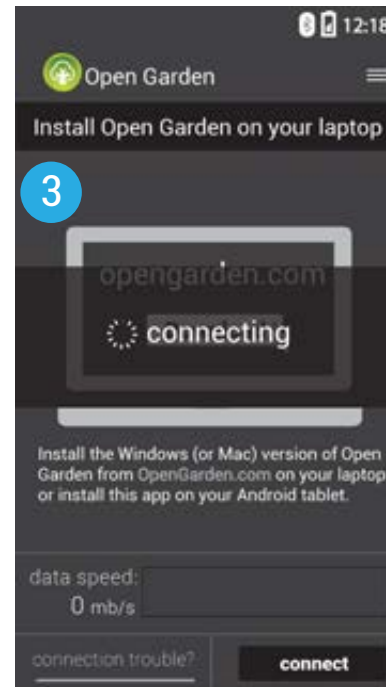 12:18
Open Garden
Install Open Garden on your laptop
3
opengarden.com
connecting
Install the Windows (or Mac) version of Open
Garden from OpenGarden.com on your laptop
or install this app on your Android tablet.
data speed:
0 mb/s
connection trouble?
connect